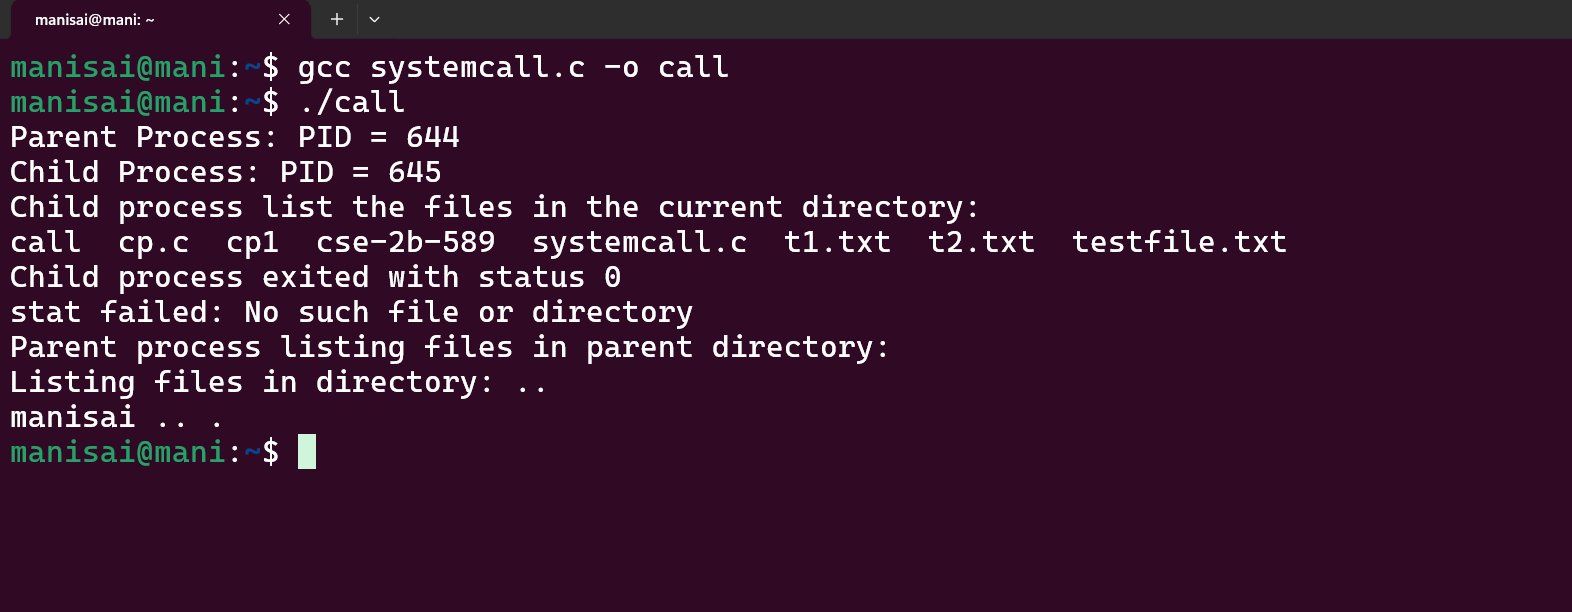 manisai@mani: ~
manisai@mani:~$ gcc systemcall.c -o call
manisai@mani:~$ ./call
Parent Process: PID = 644
Child Process: PID = 645
Child process list the files in the current directory:
call  cp.c  cp1  cse-2b-589  systemcall.c  t1.txt  t2.txt  testfile.txt
Child process exited with status 0
stat failed: No such file or directory
Parent process listing files in parent directory:
Listing files in directory: ..
manisai .. .
manisai@mani:~$